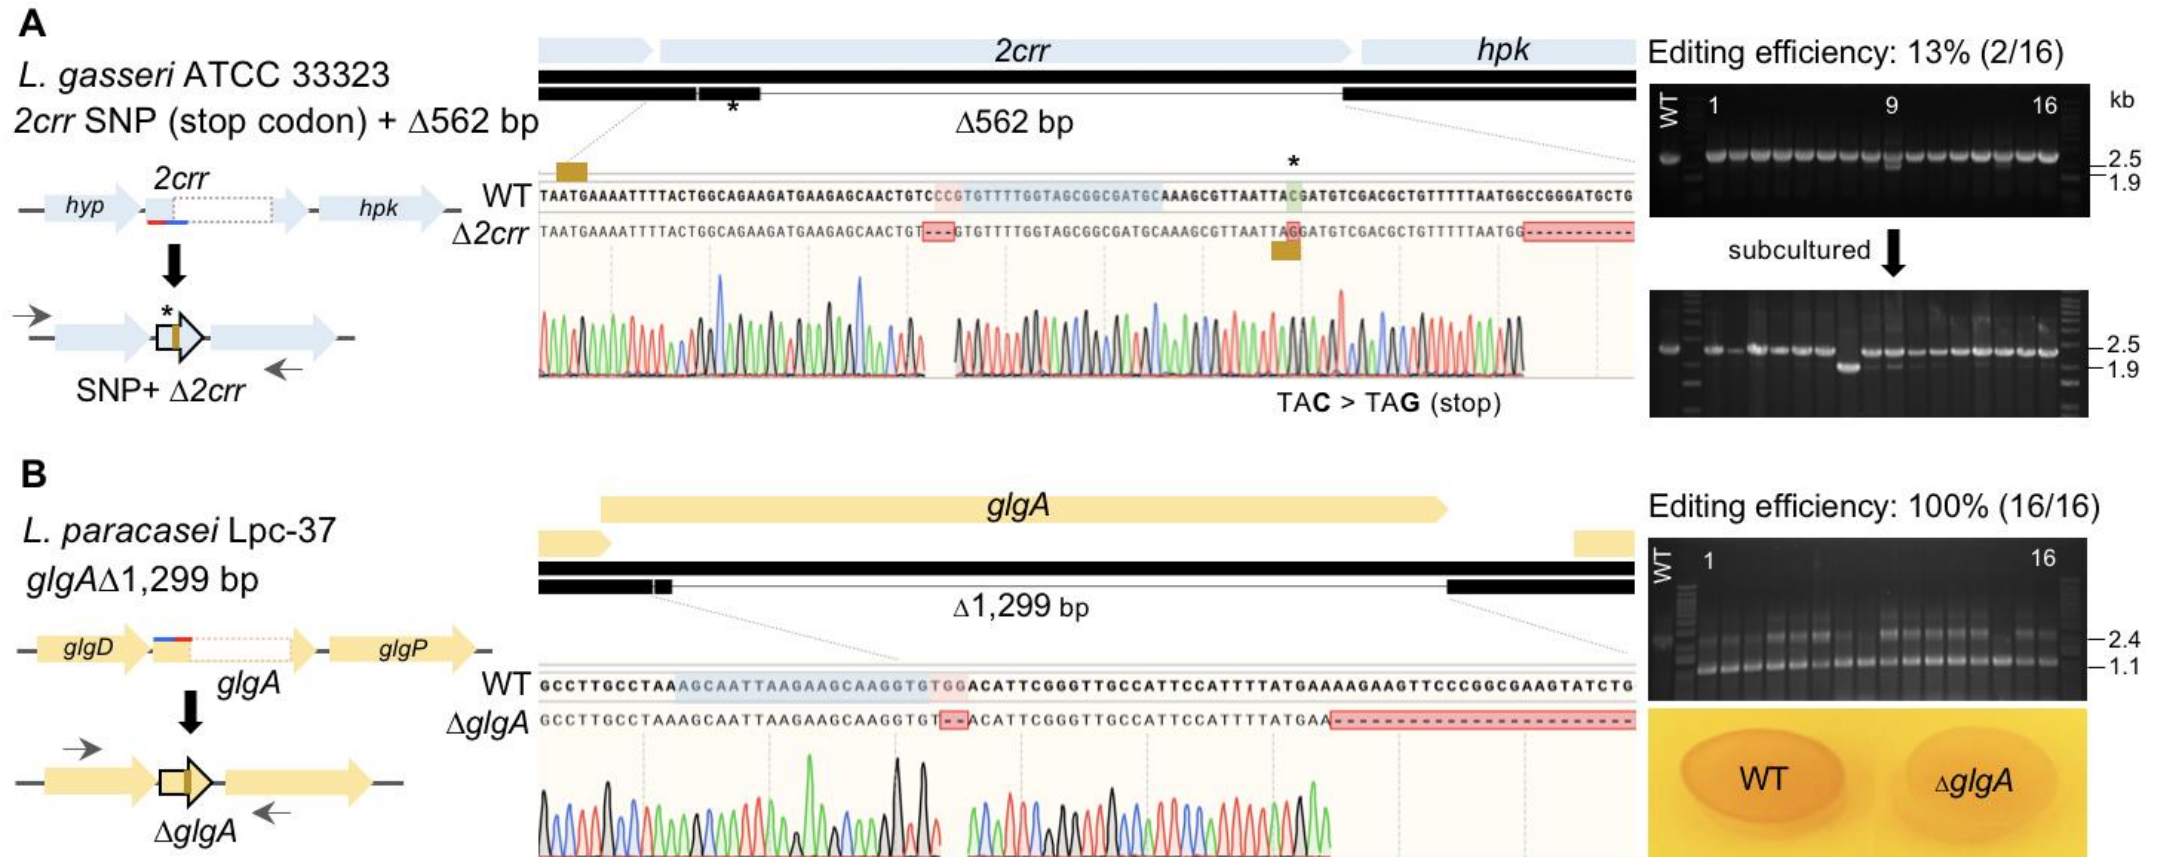 A
L. gasseri ATCC 33323
2crr SNP (stop codon) + Δ562 bp
2crr
hyp
hpk
*
SNP+ Δ2crr
2crr
hpk
*
Δ562 bp
*
WT
TAATGAAAATTTTACTGGCAGAAGATGAAGAGCAACTGTCCCGTGTTTTGGTAGCGGCGATGCAAAGCGTTAATTACGATGTCGACGCTGTTTTTAATGGCCGGGATGCTG
Δ2crr
TAATGAAAATTTTACTGGCAGAAGATGAAGAGCAACTGT---GTGTTTTGGTAGCGGCGATGCAAAGCGTTAATTAGGATGTCGACGCTGTTTTTAATGG-----------
TAC > TAG (stop)
Editing efficiency: 13% (2/16)
WT
1
9
16
kb
2.5
1.9
subcultured
2.5
1.9
B
L. paracasei Lpc-37
glgAΔ1,299 bp
glgD
glgA
glgP
ΔglgA
glgA
Δ1,299 bp
WT
GCCTTGCCTAAAGCAATTAAGAAGCAAGGTGTGGACATTCGGGTTGCCATTCCATTTTATGAAAAGAAGTTCCCGGCGAAGTATCTG
ΔglgA
GCCTTGCCTAAAGCAATTAAGAAGCAAGGTGT--ACATTCGGGTTGCCATTCCATTTTATGAA------------------------
Editing efficiency: 100% (16/16)
WT
1
16
2.4
1.1
WT
ΔglgA